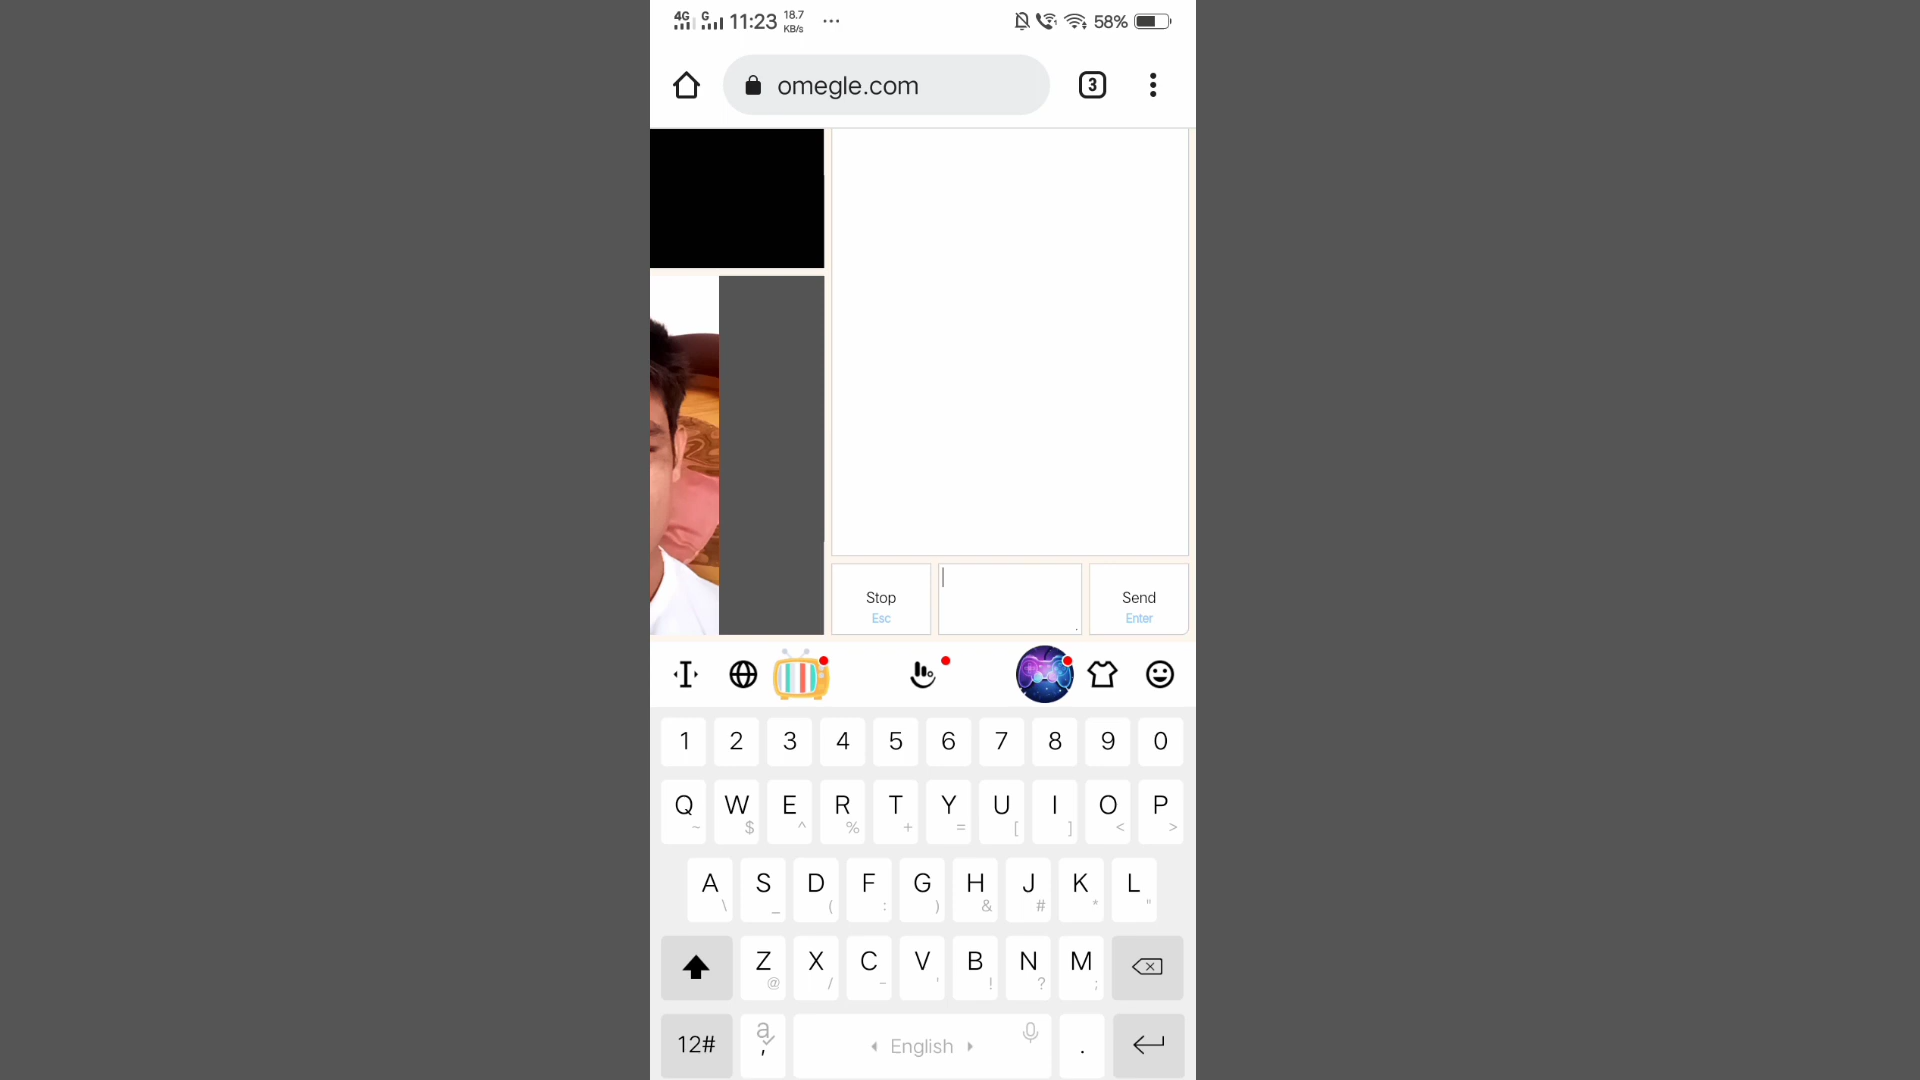 4G G 11:23 18.7 KB/s ... 58%
omegle.com 3
Stop
Esc
Send
Enter
1 2 3 4 5 6 7 8 9 0
Q W E R T Y U I O P
~ $ ^ % + = [ ] < >
A S D F G H J K L
\ _ ( : ) & # * "
Z X C V B N M
@ / - ' ! ? ;
12# a , English .